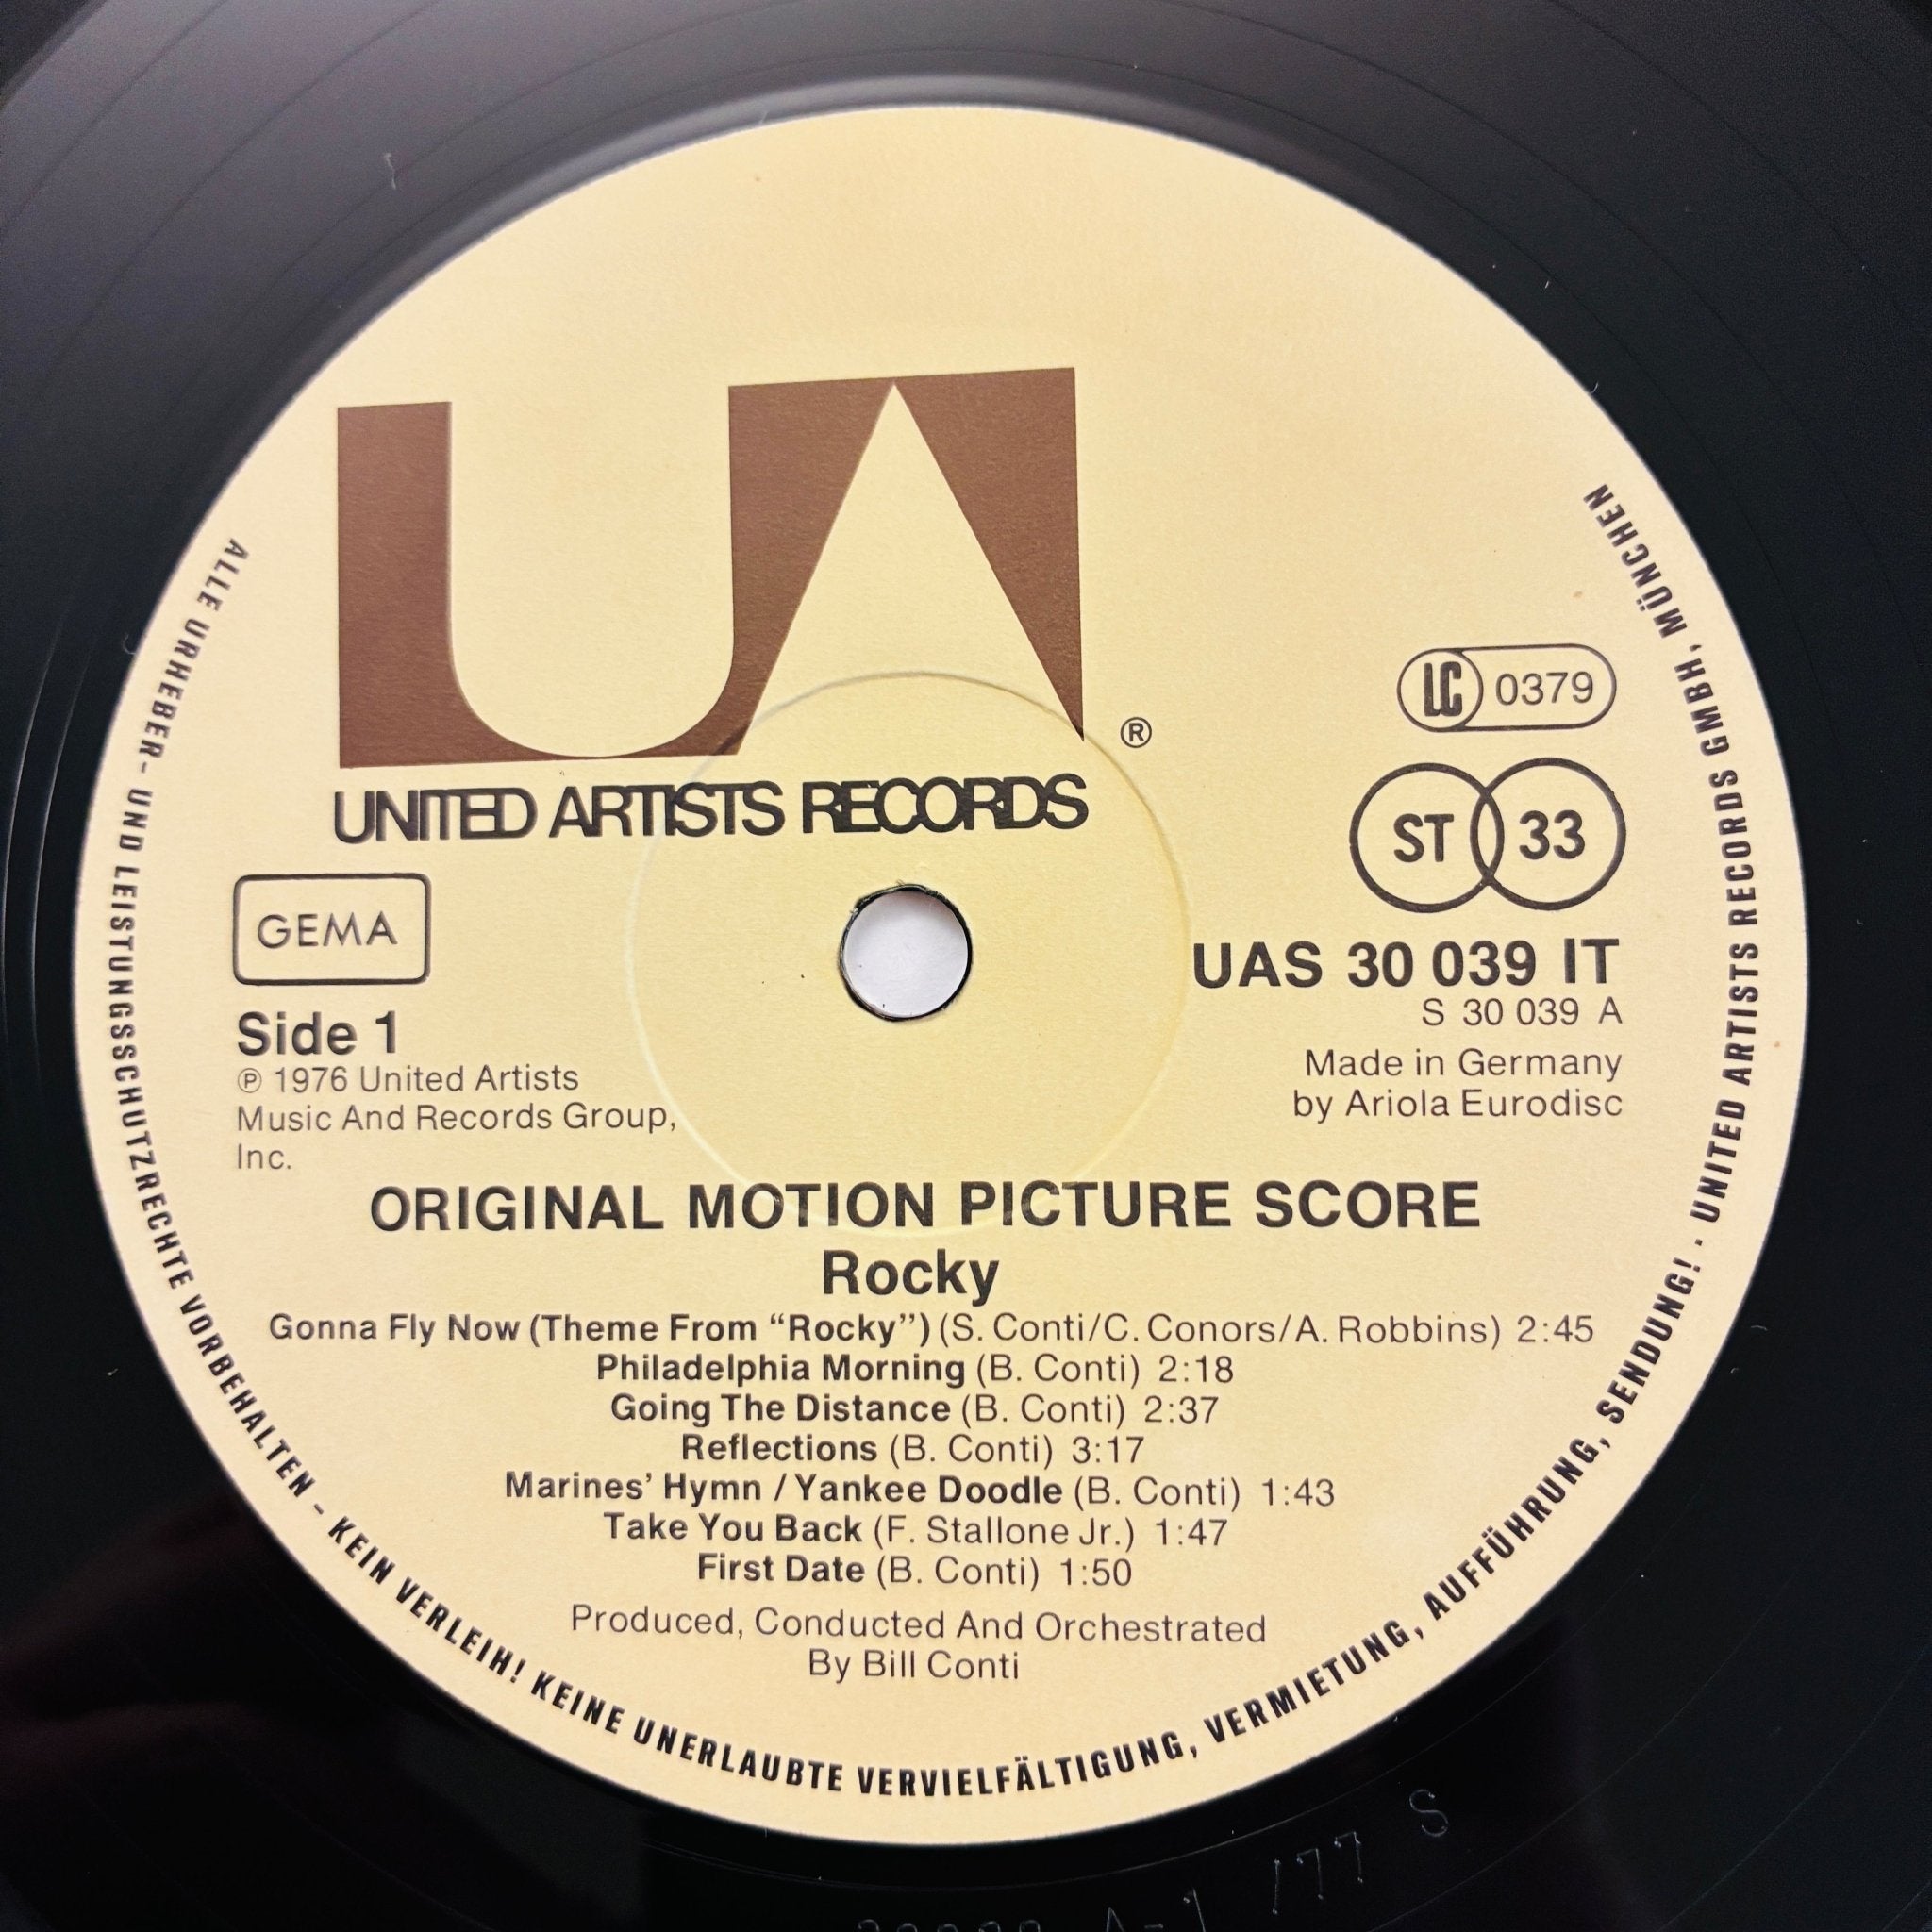 UA
®
UNITED ARTISTS RECORDS
LC 0379
ST 33
GEMA
UAS 30 039 IT
S 30 039 A
Side 1
Made in Germany
by Ariola Eurodisc
℗ 1976 United Artists
Music And Records Group,
Inc.
ORIGINAL MOTION PICTURE SCORE
Rocky
Gonna Fly Now (Theme From “Rocky”) (S. Conti/C. Conors/A. Robbins) 2:45
Philadelphia Morning (B. Conti) 2:18
Going The Distance (B. Conti) 2:37
Reflections (B. Conti) 3:17
Marines’ Hymn / Yankee Doodle (B. Conti) 1:43
Take You Back (F. Stallone Jr.) 1:47
First Date (B. Conti) 1:50
Produced, Conducted And Orchestrated
By Bill Conti
ALLE URHEBER- UND LEISTUNGSSCHUTZRECHTE VORBEHALTEN - KEIN VERLEIH! KEINE UNERLAUBTE VERVIELFÄLTIGUNG, VERMIETUNG, AUFFÜHRUNG, SENDUNG! · UNITED ARTISTS RECORDS GMBH, MÜNCHEN
A-1 /77 S